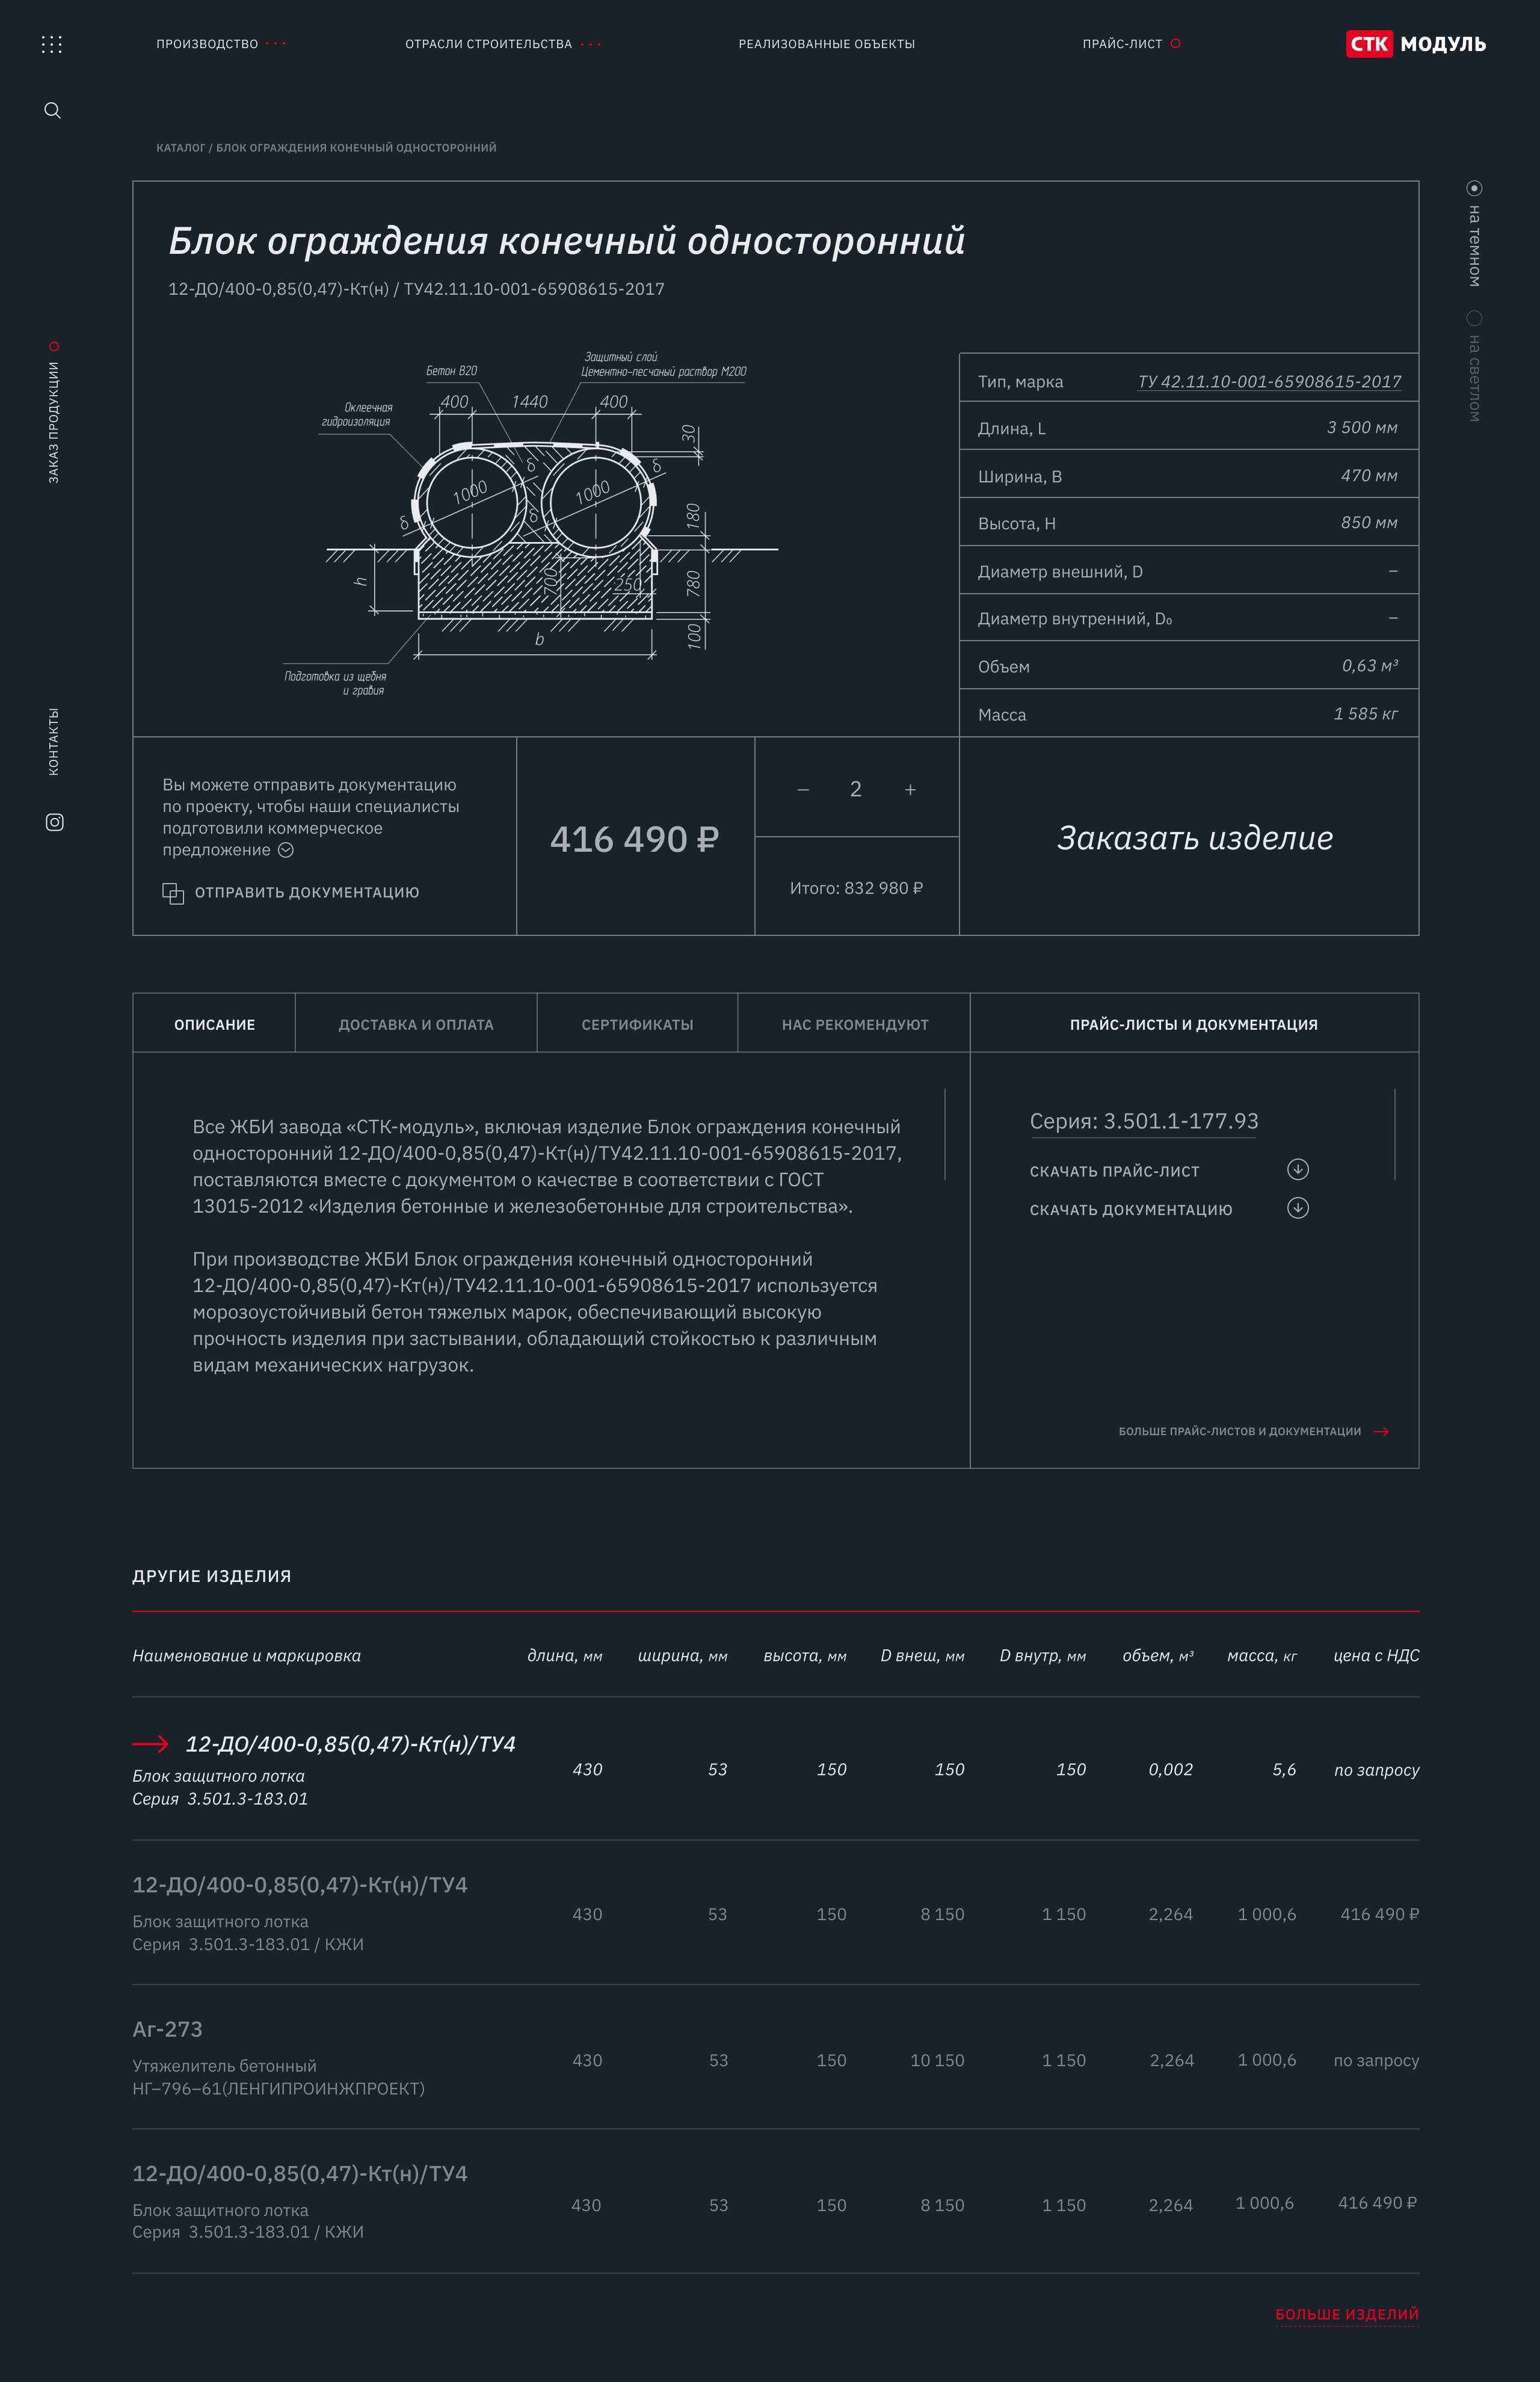 ПРОИЗВОДСТВО
ОТРАСЛИ СТРОИТЕЛЬСТВА
РЕАЛИЗОВАННЫЕ ОБЪЕКТЫ
ПРАЙС-ЛИСТ
СТК МОДУЛЬ
КАТАЛОГ / БЛОК ОГРАЖДЕНИЯ КОНЕЧНЫЙ ОДНОСТОРОННИЙ
ЗАКАЗ ПРОДУКЦИИ
КОНТАКТЫ
на темном
на светлом
Блок ограждения конечный односторонний
12-ДО/400-0,85(0,47)-Кт(н) / ТУ42.11.10-001-65908615-2017
Защитный слой
Цементно-песчаный раствор М200
Бетон В20
Оклеечная
гидроизоляция
400
1440
400
30
δ
δ
1000
1000
δ
δ
180
h
700
250
780
100
b
Подготовка из щебня
и гравия
Тип, марка ТУ 42.11.10-001-65908615-2017
Длина, L 3 500 мм
Ширина, B 470 мм
Высота, H 850 мм
Диаметр внешний, D –
Диаметр внутренний, D₀ –
Объем 0,63 м³
Масса 1 585 кг
Вы можете отправить документацию
по проекту, чтобы наши специалисты
подготовили коммерческое
предложение
ОТПРАВИТЬ ДОКУМЕНТАЦИЮ
416 490 ₽
– 2 +
Итого: 832 980 ₽
Заказать изделие
ОПИСАНИЕ
ДОСТАВКА И ОПЛАТА
СЕРТИФИКАТЫ
НАС РЕКОМЕНДУЮТ
ПРАЙС-ЛИСТЫ И ДОКУМЕНТАЦИЯ
Все ЖБИ завода «СТК-модуль», включая изделие Блок ограждения конечный
односторонний 12-ДО/400-0,85(0,47)-Кт(н)/ТУ42.11.10-001-65908615-2017,
поставляются вместе с документом о качестве в соответствии с ГОСТ
13015-2012 «Изделия бетонные и железобетонные для строительства».
При производстве ЖБИ Блок ограждения конечный односторонний
12-ДО/400-0,85(0,47)-Кт(н)/ТУ42.11.10-001-65908615-2017 используется
морозоустойчивый бетон тяжелых марок, обеспечивающий высокую
прочность изделия при застывании, обладающий стойкостью к различным
видам механических нагрузок.
Серия: 3.501.1-177.93
СКАЧАТЬ ПРАЙС-ЛИСТ
СКАЧАТЬ ДОКУМЕНТАЦИЮ
БОЛЬШЕ ПРАЙС-ЛИСТОВ И ДОКУМЕНТАЦИИ
ДРУГИЕ ИЗДЕЛИЯ
Наименование и маркировка длина, мм ширина, мм высота, мм D внеш, мм D внутр, мм объем, м³ масса, кг цена с НДС
12-ДО/400-0,85(0,47)-Кт(н)/ТУ4
430 53 150 150 150 0,002 5,6 по запросу
Блок защитного лотка
Серия 3.501.3-183.01
12-ДО/400-0,85(0,47)-Кт(н)/ТУ4
430 53 150 8 150 1 150 2,264 1 000,6 416 490 ₽
Блок защитного лотка
Серия 3.501.3-183.01 / КЖИ
Аг-273
430 53 150 10 150 1 150 2,264 1 000,6 по запросу
Утяжелитель бетонный
НГ–796–61(ЛЕНГИПРОИНЖПРОЕКТ)
12-ДО/400-0,85(0,47)-Кт(н)/ТУ4
430 53 150 8 150 1 150 2,264 1 000,6 416 490 ₽
Блок защитного лотка
Серия 3.501.3-183.01 / КЖИ
БОЛЬШЕ ИЗДЕЛИЙ